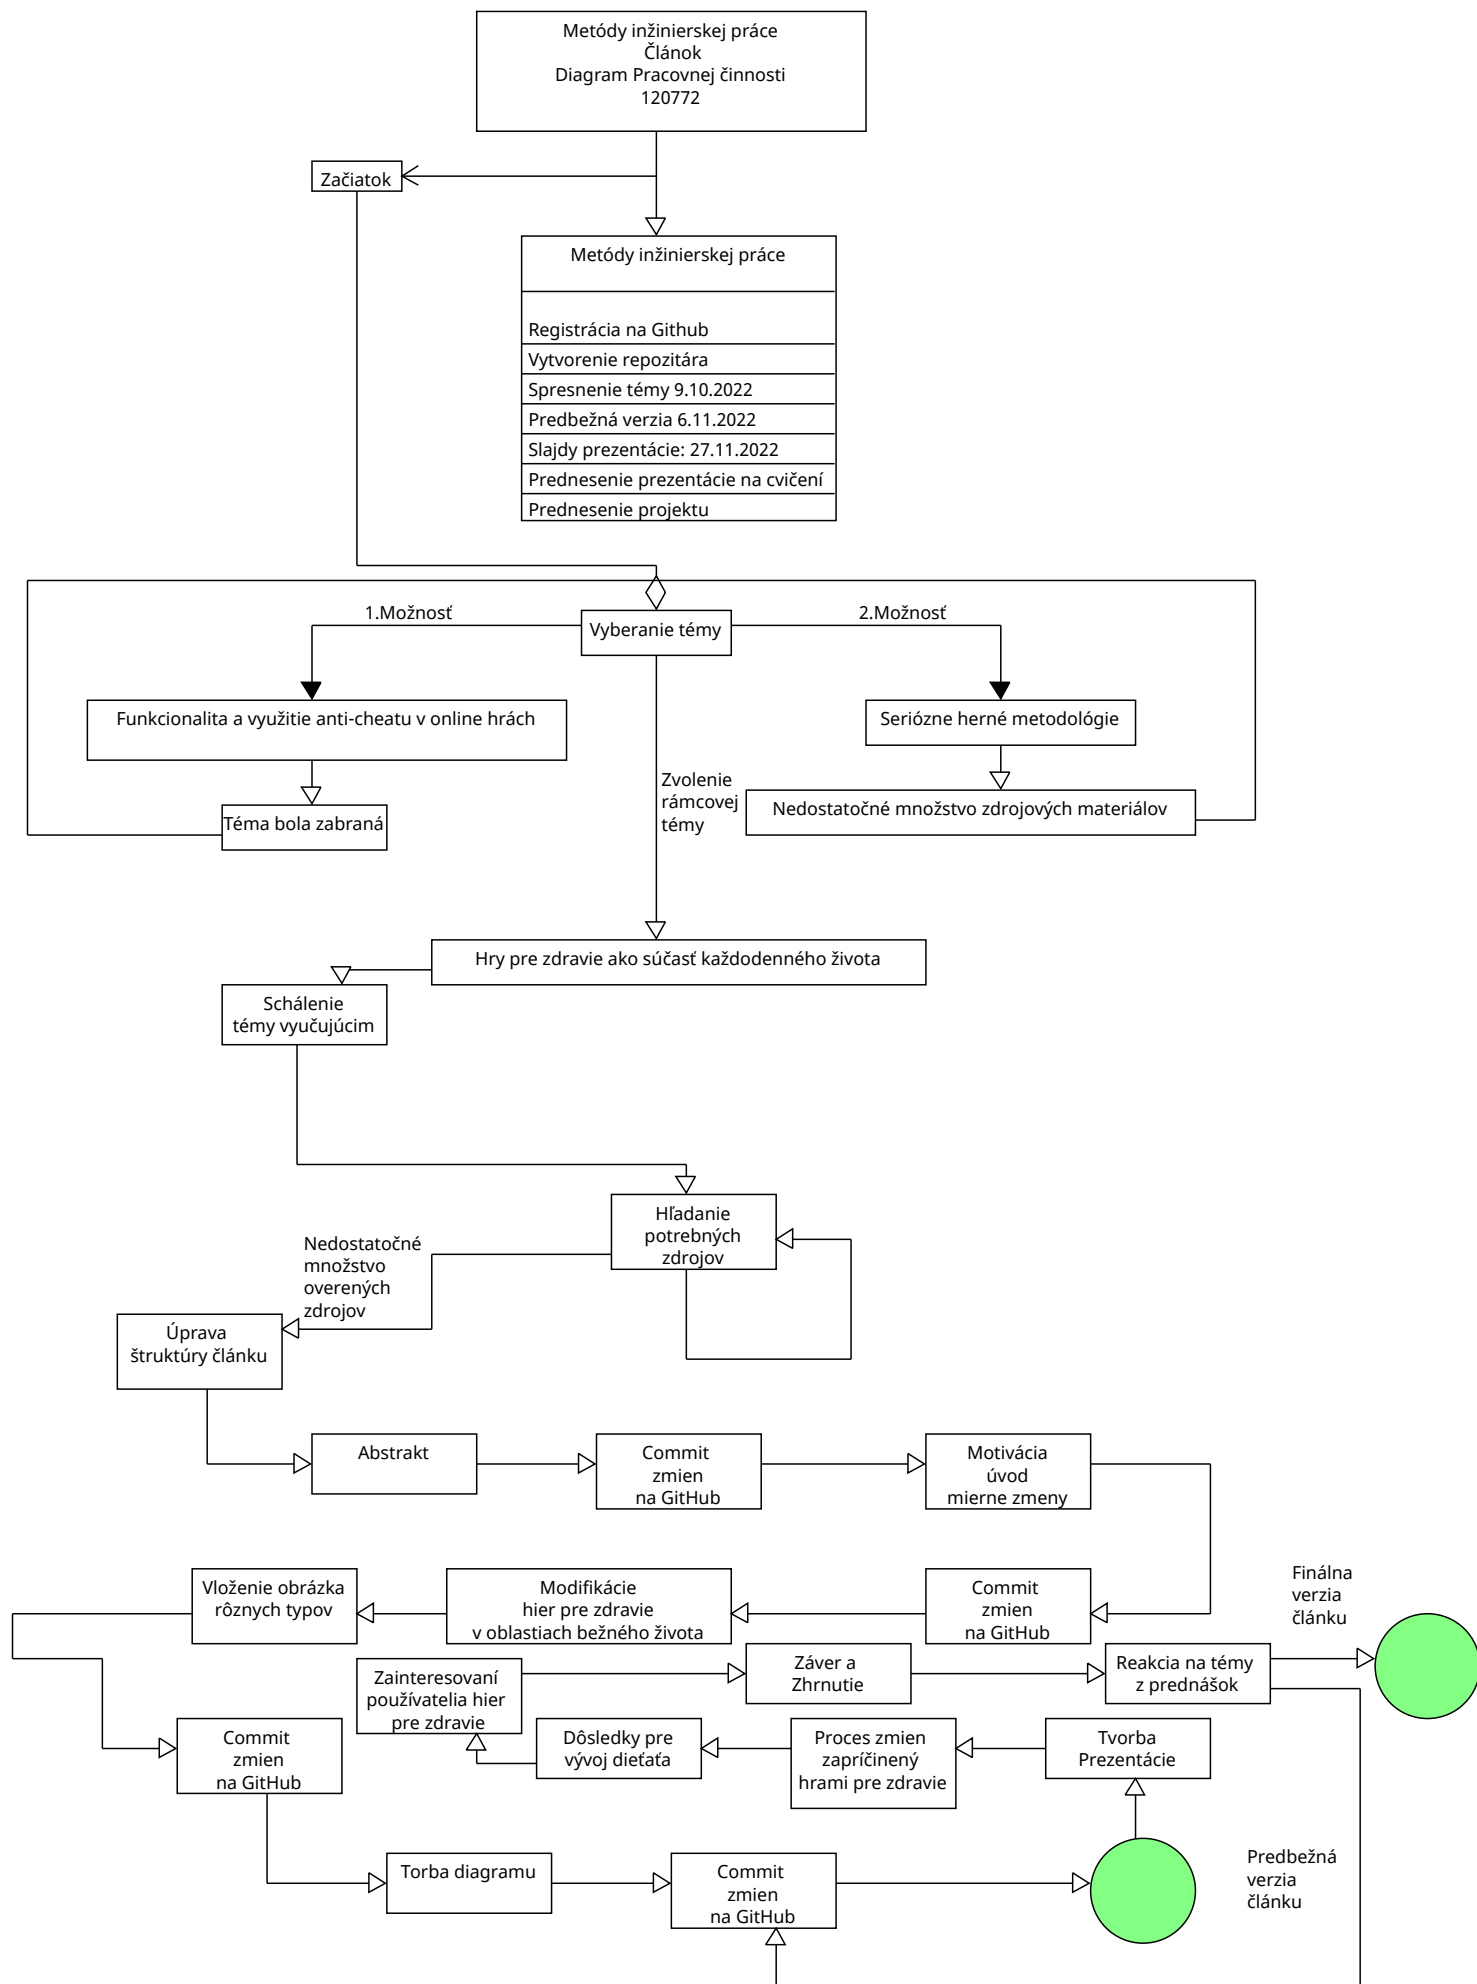 Metódy inžinierskej práce
Článok
Diagram Pracovnej činnosti
120772
Začiatok
Metódy inžinierskej práce
Registrácia na Github
Vytvorenie repozitára
Spresnenie témy 9.10.2022
Predbežná verzia 6.11.2022
Slajdy prezentácie: 27.11.2022
Prednesenie prezentácie na cvičení
Prednesenie projektu
1.Možnosť
Vyberanie témy
2.Možnosť
Funkcionalita a využitie anti-cheatu v online hrách
Seriózne herné metodológie
Zvolenie
rámcovej
témy
Téma bola zabraná
Nedostatočné množstvo zdrojových materiálov
Hry pre zdravie ako súčasť každodenného života
Schálenie
témy vyučujúcim
Hľadanie
potrebných
zdrojov
Nedostatočné
množstvo
overených
zdrojov
Úprava
štruktúry článku
Abstrakt
Commit
zmien
na GitHub
Motivácia
úvod
mierne zmeny
Vloženie obrázka
rôznych typov
Modifikácie
hier pre zdravie
v oblastiach bežného života
Commit
zmien
na GitHub
Finálna
verzia
článku
Zainteresovaní
používatelia hier
pre zdravie
Záver a
Zhrnutie
Reakcia na témy
z prednášok
Commit
zmien
na GitHub
Dôsledky pre
vývoj dieťaťa
Proces zmien
zapríčinený
hrami pre zdravie
Tvorba
Prezentácie
Torba diagramu
Commit
zmien
na GitHub
Predbežná
verzia
článku